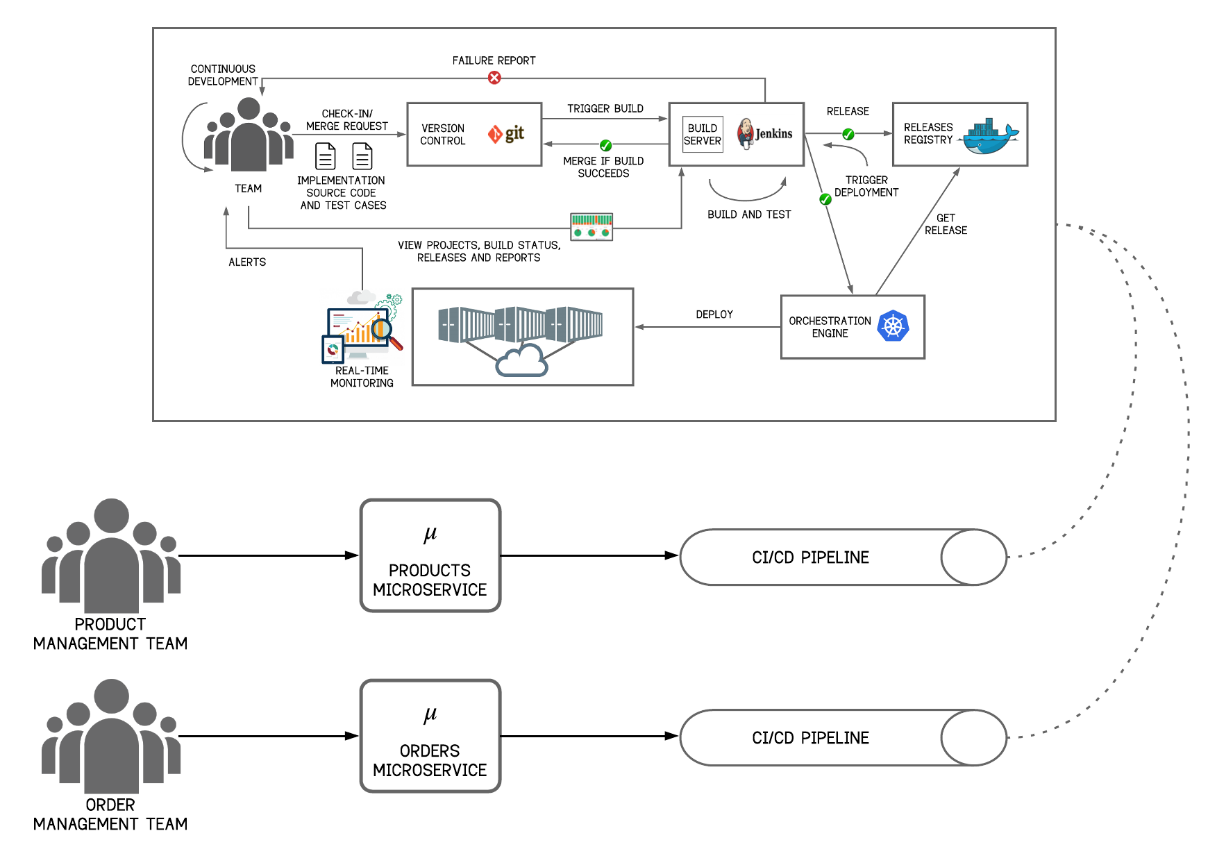 FAILURE REPORT
CONTINUOUS
DEVELOPMENT
CHECK-IN/
MERGE REQUEST
VERSION
CONTROL
git
TRIGGER BUILD
BUILD
SERVER
Jenkins
RELEASE
RELEASES
REGISTRY
MERGE IF BUILD
SUCCEEDS
TEAM
IMPLEMENTATION
SOURCE CODE
AND TEST CASES
TRIGGER
DEPLOYMENT
BUILD AND TEST
GET
RELEASE
VIEW PROJECTS, BUILD STATUS,
RELEASES AND REPORTS
ALERTS
DEPLOY
ORCHESTRATION
ENGINE
REAL-TIME
MONITORING
μ
PRODUCTS
MICROSERVICE
CI/CD PIPELINE
PRODUCT
MANAGEMENT TEAM
μ
ORDERS
MICROSERVICE
CI/CD PIPELINE
ORDER
MANAGEMENT TEAM